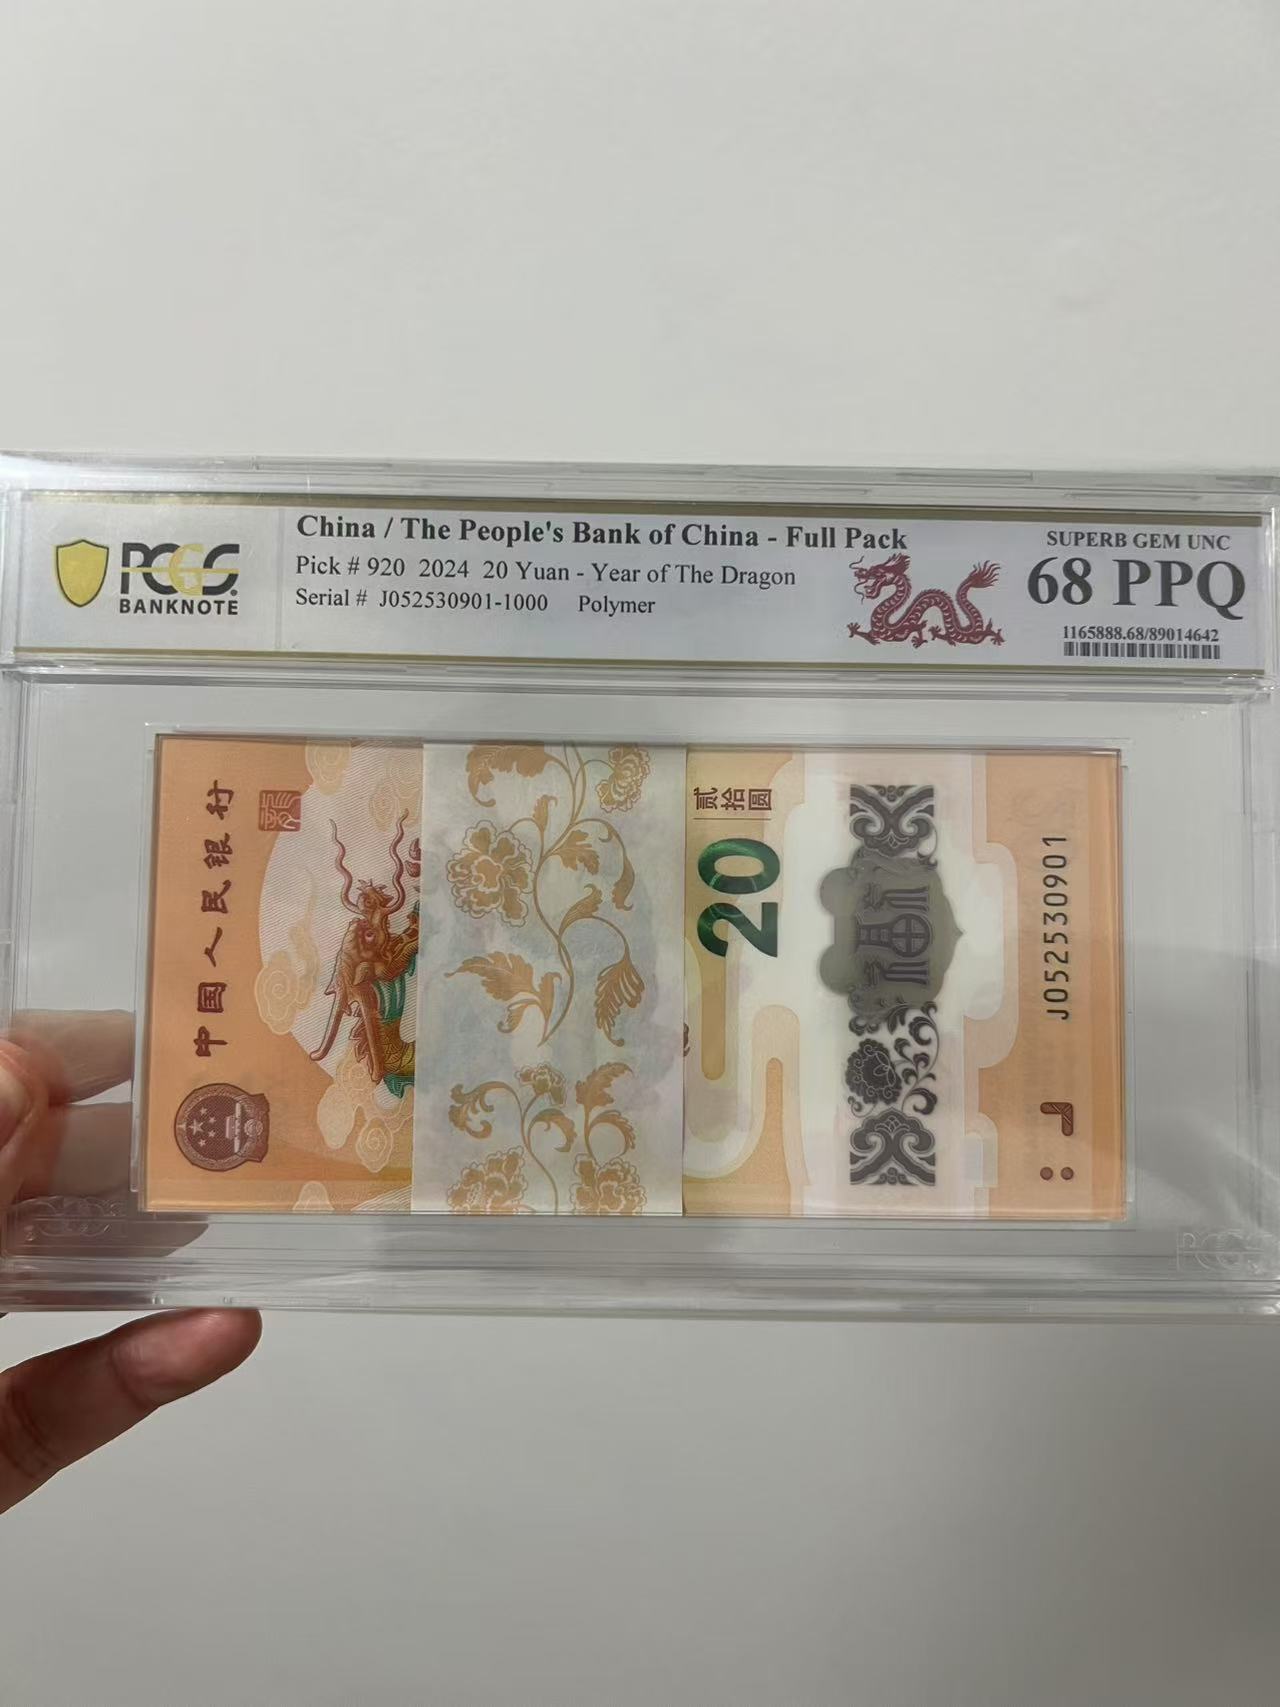 PCGS
BANKNOTE
China / The People's Bank of China - Full Pack
Pick # 920 2024 20 Yuan - Year of The Dragon
Serial # J052530901-1000 Polymer
SUPERB GEM UNC
68 PPQ
1165888.68/89014642
中国人民银行
贰拾圆
20
J052530901
PCGS
PCGS